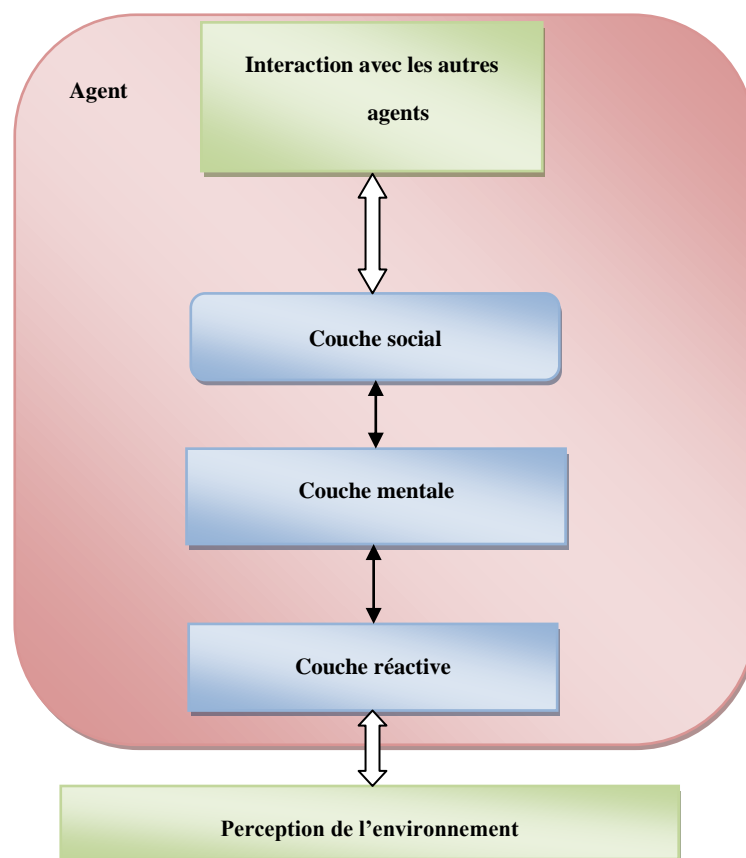 Interaction avec les autres
Agent
agents
Couche social
Couche mentale
Couche réactive
Perception de l’environnement